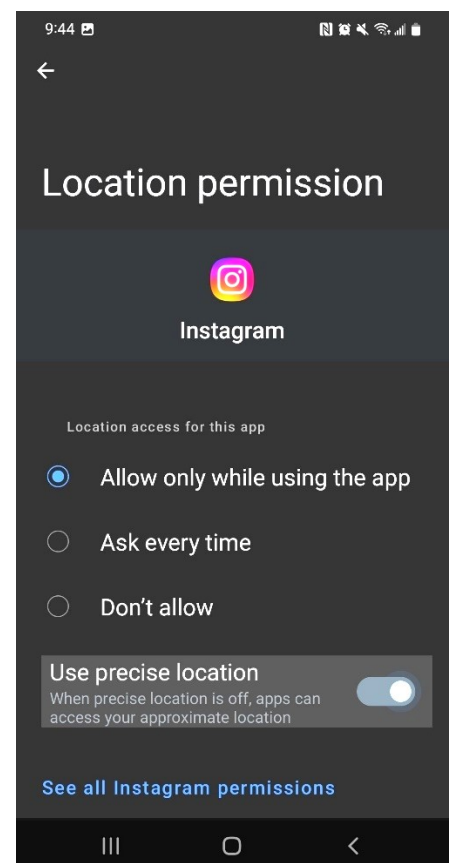 9:44
Location permission
Instagram
Location access for this app
Allow only while using the app
Ask every time
Don't allow
Use precise location
When precise location is off, apps can
access your approximate location
See all Instagram permissions